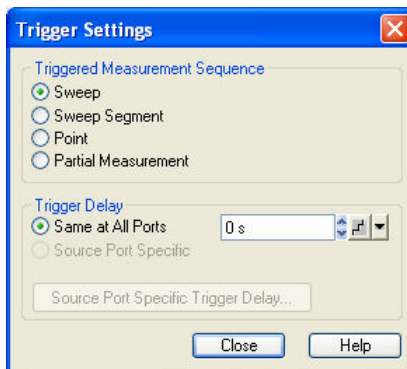 Trigger Settings
Triggered Measurement Sequence
Sweep
Sweep Segment
Point
Partial Measurement
Trigger Delay
Same at All Ports 0 s
Source Port Specific
Source Port Specific Trigger Delay...
Close Help